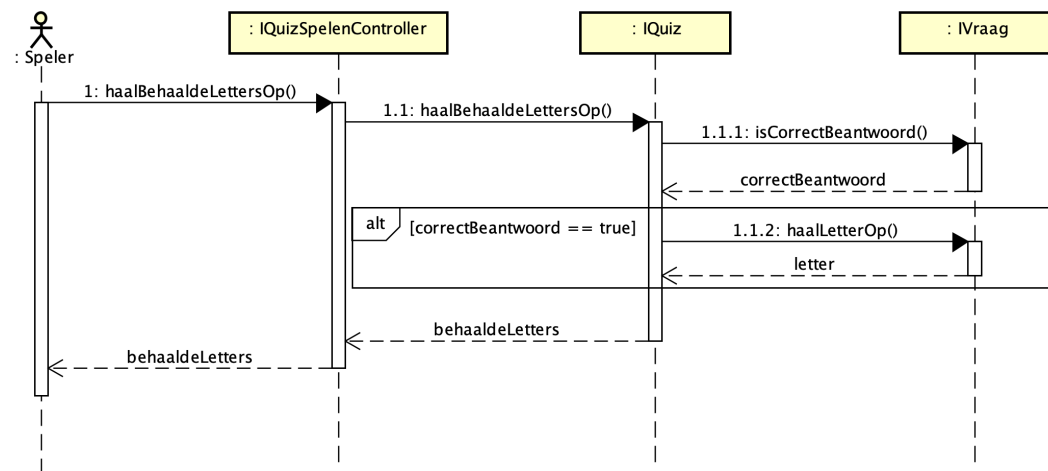 : Speler
: IQuizSpelenController
: IQuiz
: IVraag
1: haalBehaaldeLettersOp()
1.1: haalBehaaldeLettersOp()
1.1.1: isCorrectBeantwoord()
correctBeantwoord
alt
[correctBeantwoord == true]
1.1.2: haalLetterOp()
letter
behaaldeLetters
behaaldeLetters